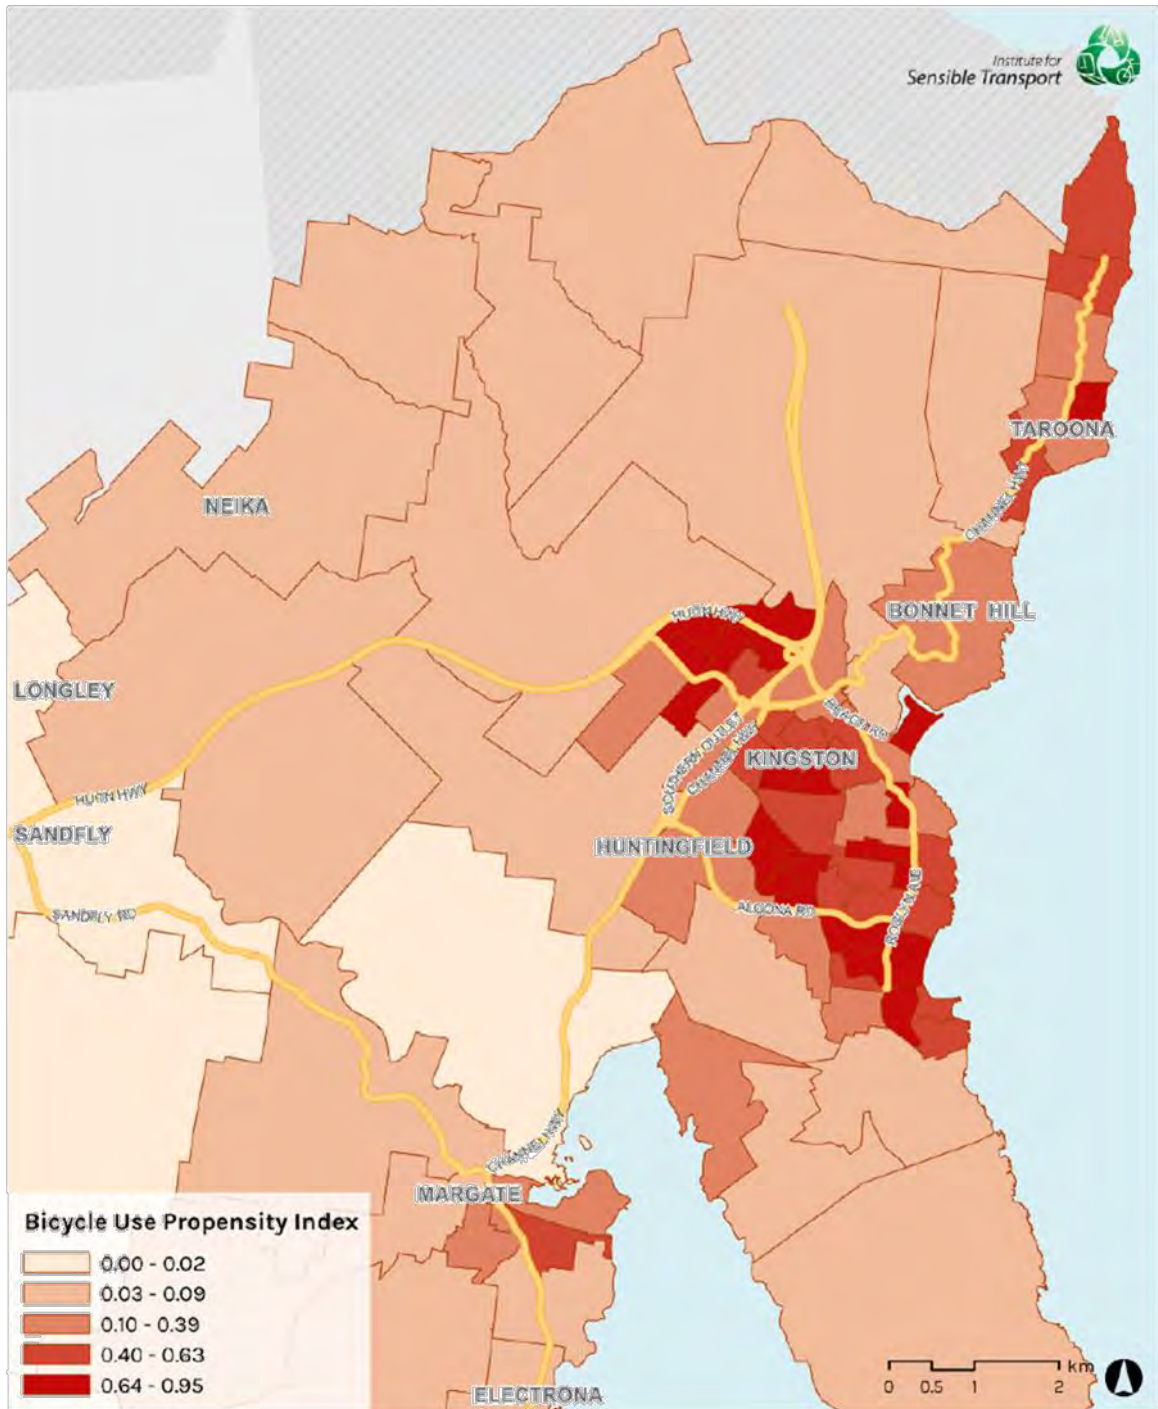 Institute for
Sensible Transport
TAROONA
CHANNEL HWY
NEIKA
BONNET HILL
HUON HWY
LONGLEY
BEACH RD
SOUTHERN OUTLET
CHANNEL HWY
KINGSTON
HUON HWY
SANDFLY
HUNTINGFIELD
ALGONA RD
SANDFLY RD
ROSLYN AVE
CHANNEL HWY
MARGATE
Bicycle Use Propensity Index
0.00 - 0.02
0.03 - 0.09
0.10 - 0.39
0.40 - 0.63
0.64 - 0.95
km
0 0.5 1 2
ELECTRONA